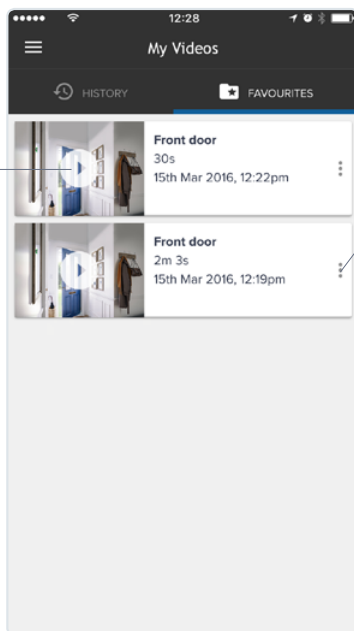 12:28
My Videos
HISTORY
FAVOURITES
Front door
30s
15th Mar 2016, 12:22pm
Front door
2m 3s
15th Mar 2016, 12:19pm